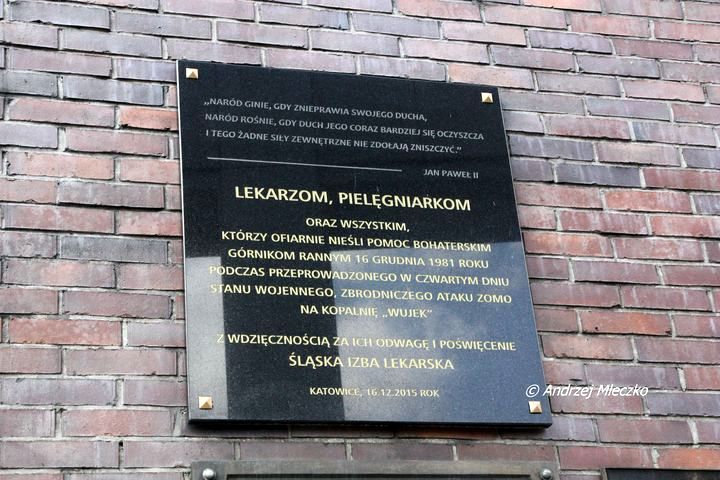 „NARÓD GINIE, GDY ZNIEPRAWIA SWOJEGO DUCHA,
NARÓD ROŚNIE, GDY DUCH JEGO CORAZ BARDZIEJ SIĘ OCZYSZCZA
I TEGO ŻADNE SIŁY ZEWNĘTRZNE NIE ZDOŁAJĄ ZNISZCZYĆ.”
JAN PAWEŁ II
LEKARZOM, PIELĘGNIARKOM
ORAZ WSZYSTKIM,
KTÓRZY OFIARNIE NIEŚLI POMOC BOHATERSKIM
GÓRNIKOM RANNYM 16 GRUDNIA 1981 ROKU
PODCZAS PRZEPROWADZONEGO W CZWARTYM DNIU
STANU WOJENNEGO, ZBRODNICZEGO ATAKU ZOMO
NA KOPALNIĘ „WUJEK”
Z WDZIĘCZNOŚCIĄ ZA ICH ODWAGĘ I POŚWIĘCENIE
ŚLĄSKA IZBA LEKARSKA
KATOWICE, 16.12.2015 ROK
© Andrzej Mleczko